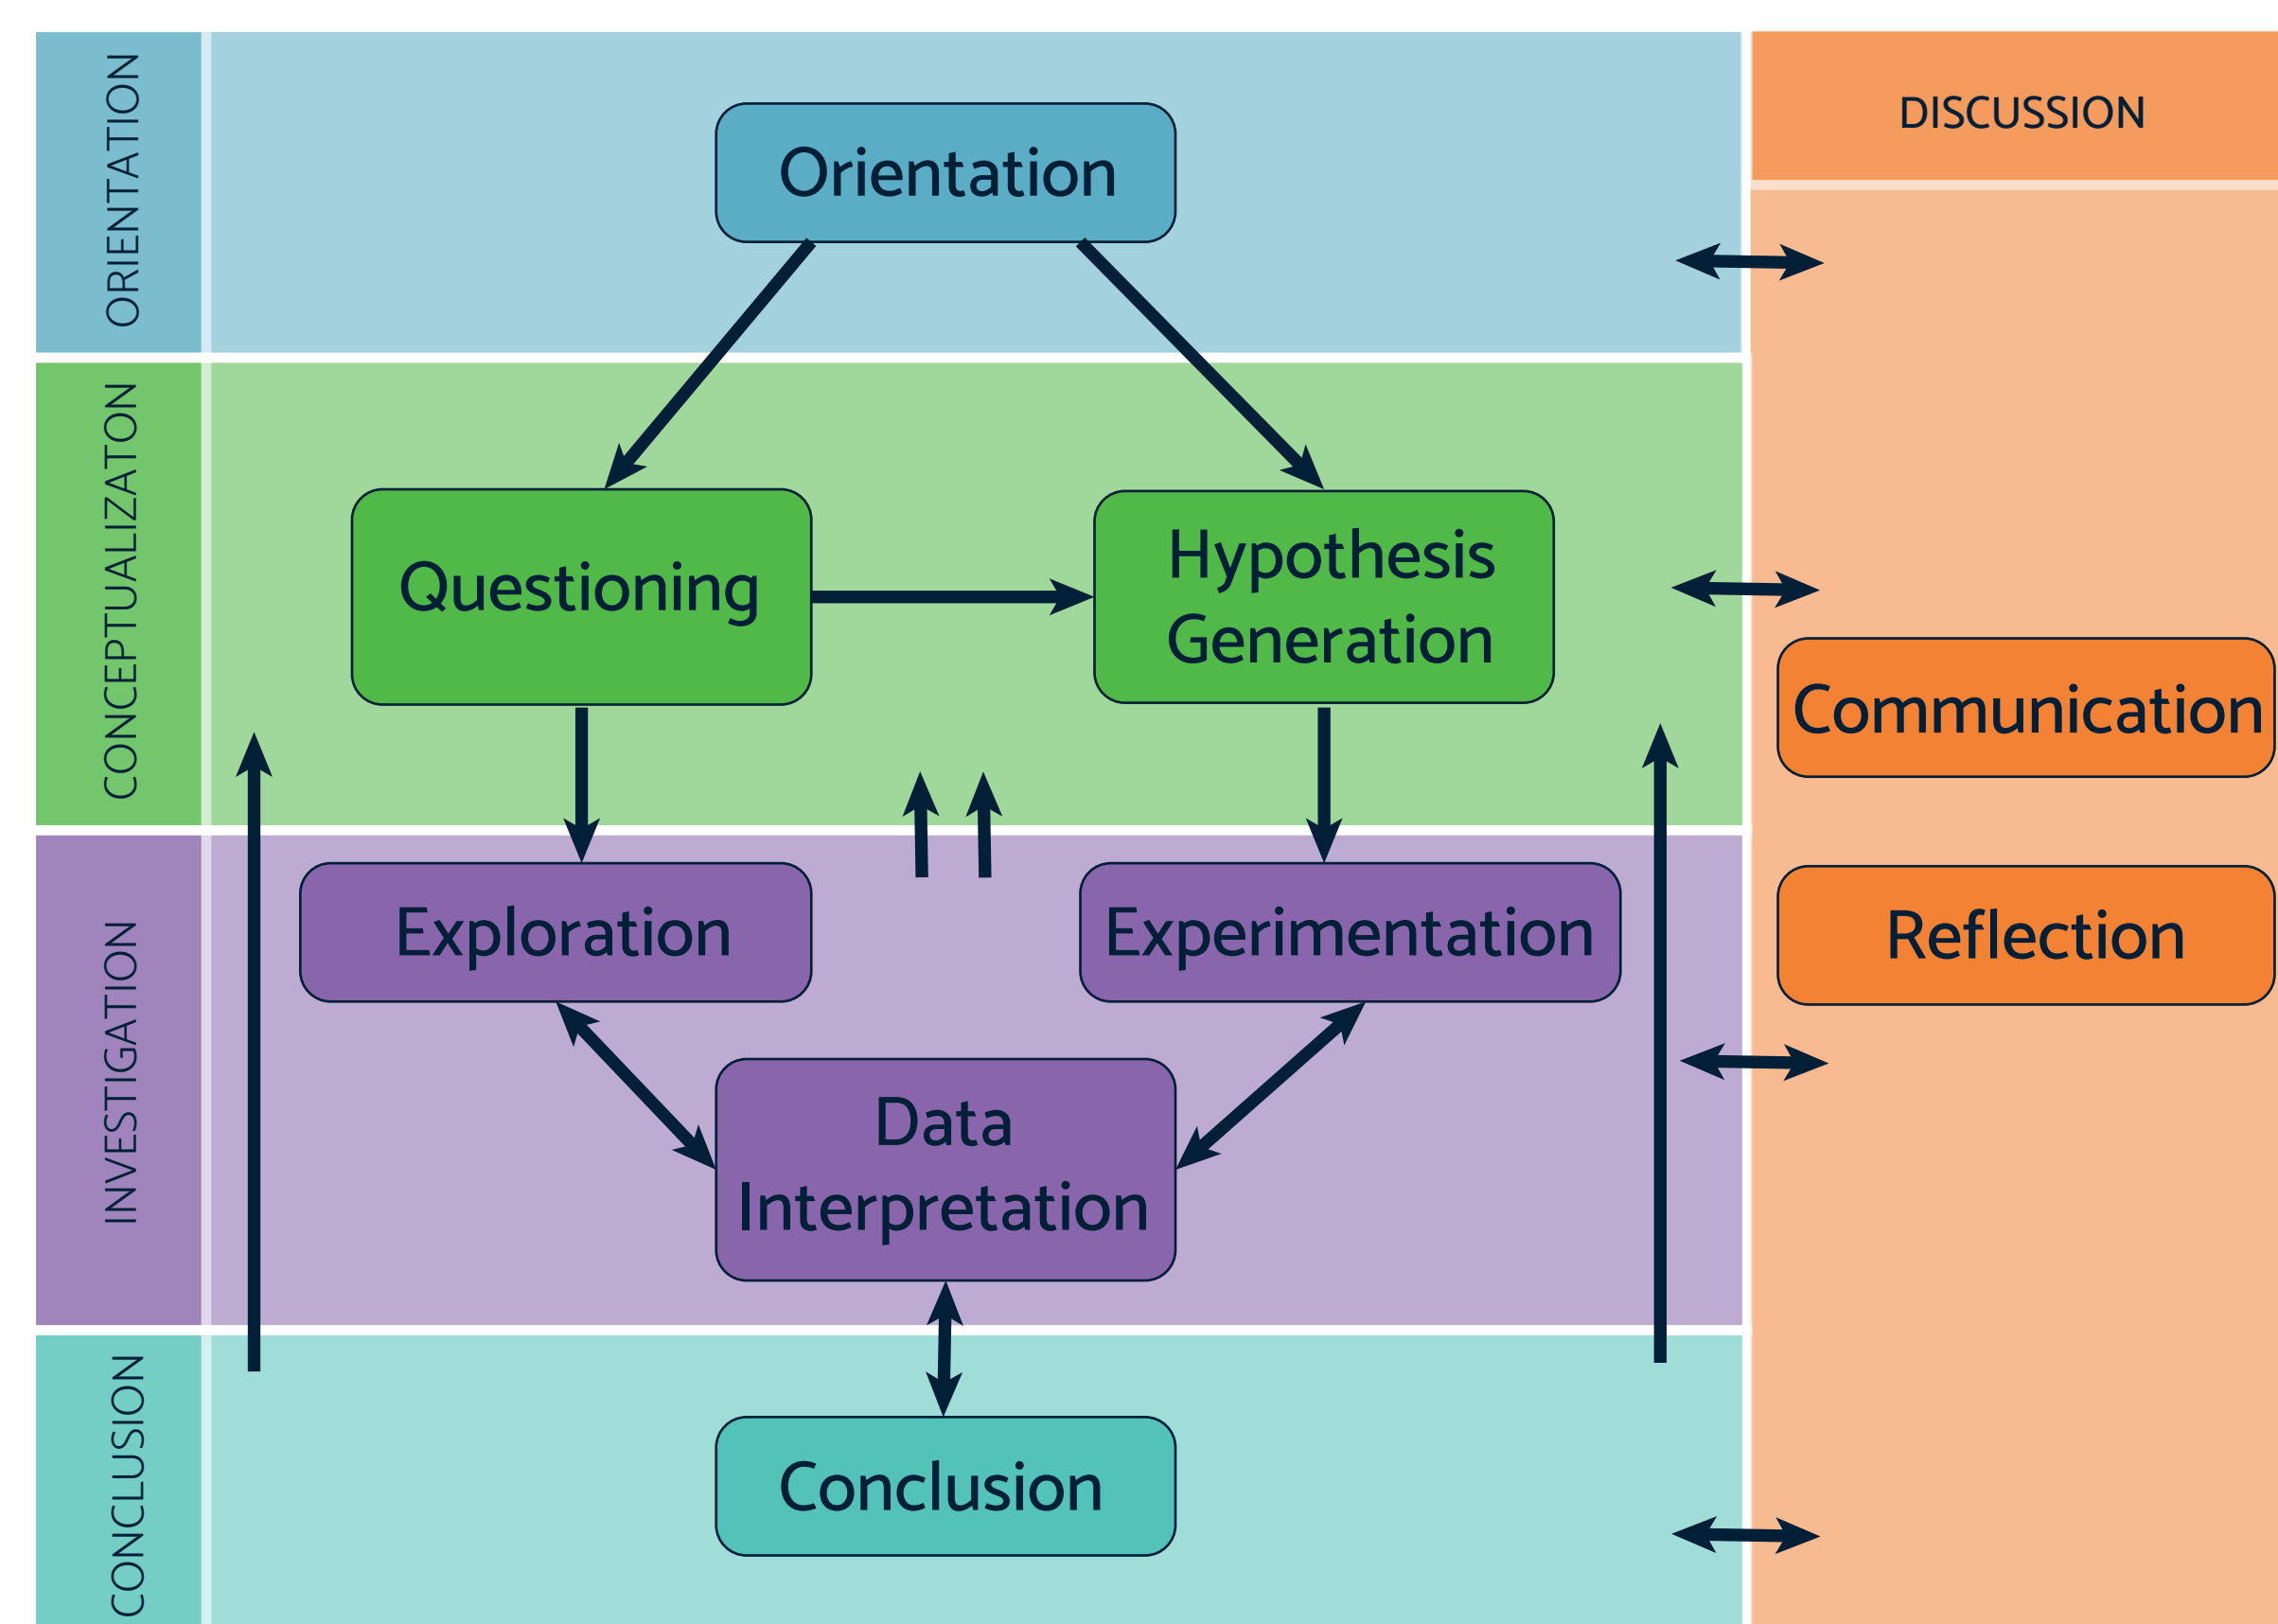 ORIENTATION
Orientation
DISCUSSION
CONCEPTUALIZATON
Questioning
Hypothesis
Generation
Communication
INVESTIGATION
Exploration
Experimentation
Reflection
Data
Interpretation
CONCLUSION
Conclusion